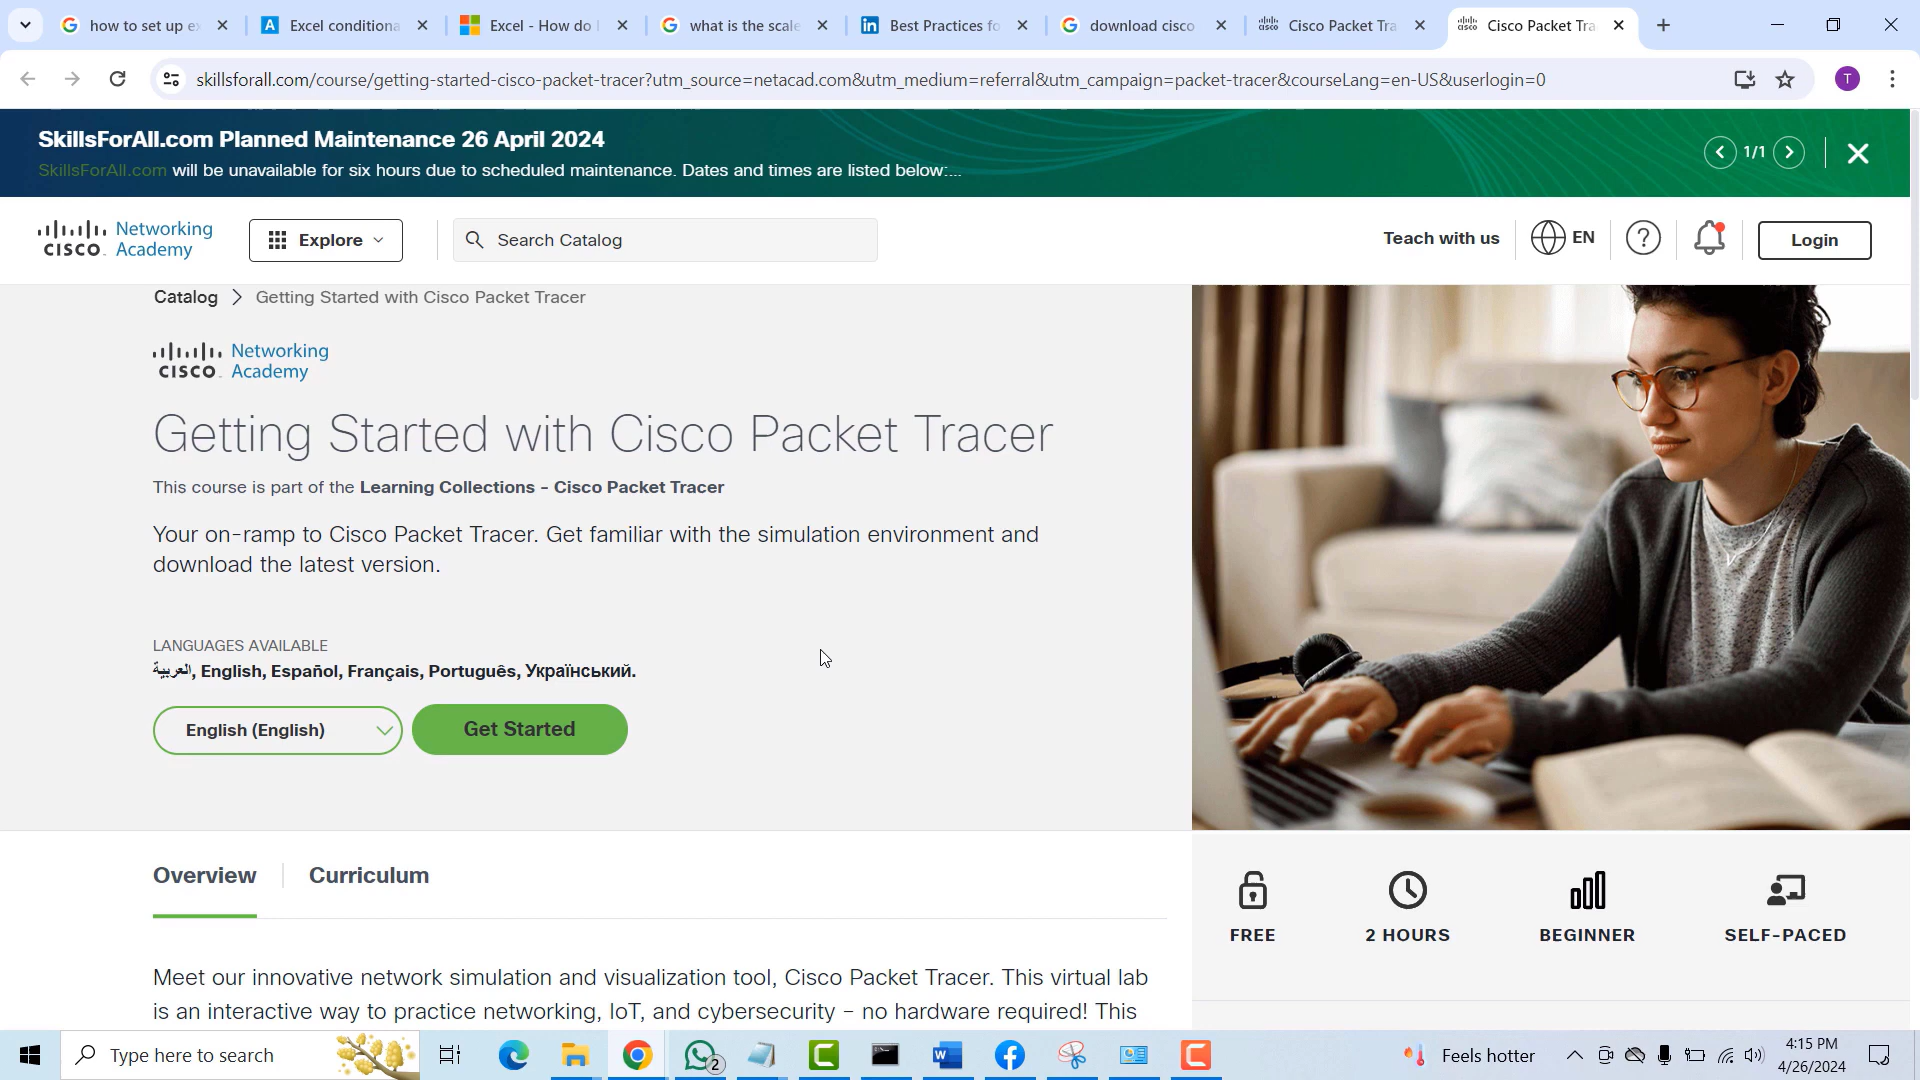 how to set up e
Excel conditiona
Excel - How do I
what is the scale
Best Practices fo
download cisco
Cisco Packet Tra
Cisco Packet Tra
skillsforall.com/course/getting-started-cisco-packet-tracer?utm_source=netacad.com&utm_medium=referral&utm_campaign=packet-tracer&courseLang=en-US&userlogin=0
T
SkillsForAll.com Planned Maintenance 26 April 2024
SkillsForAll.com will be unavailable for six hours due to scheduled maintenance. Dates and times are listed below:...
1/1
CISCO Networking Academy
Explore
Search Catalog
Teach with us
EN
Login
Catalog > Getting Started with Cisco Packet Tracer
CISCO Networking Academy
Getting Started with Cisco Packet Tracer
This course is part of the Learning Collections - Cisco Packet Tracer
Your on-ramp to Cisco Packet Tracer. Get familiar with the simulation environment and
download the latest version.
LANGUAGES AVAILABLE
العربية, English, Español, Français, Português, Український.
English (English)
Get Started
Overview
Curriculum
FREE
2 HOURS
BEGINNER
SELF-PACED
Meet our innovative network simulation and visualization tool, Cisco Packet Tracer. This virtual lab
is an interactive way to practice networking, IoT, and cybersecurity – no hardware required! This
Type here to search
2
Feels hotter
4:15 PM
4/26/2024